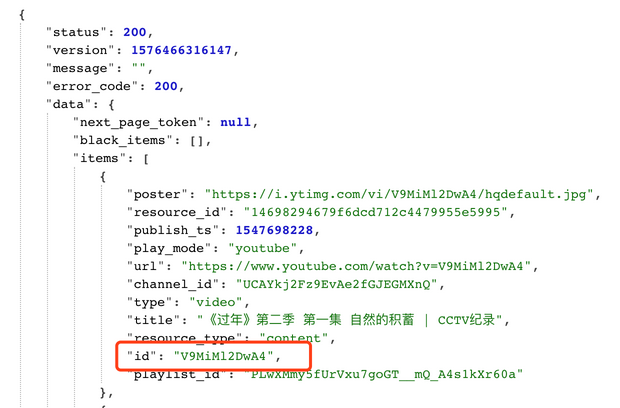 {
"status": 200,
"version": 1576466316147,
"message": "",
"error_code": 200,
"data": {
"next_page_token": null,
"black_items": [],
"items": [
{
"poster": "https://i.ytimg.com/vi/V9MiMl2DwA4/hqdefault.jpg",
"resource_id": "14698294679f6dcd712c4479955e5995",
"publish_ts": 1547698228,
"play_mode": "youtube",
"url": "https://www.youtube.com/watch?v=V9MiMl2DwA4",
"channel_id": "UCAYkj2Fz9EvAe2fGJEGMXnQ",
"type": "video",
"title": "《过年》第二季 第一集 自然的积蓄 | CCTV纪录",
"resource_type": "content",
"id": "V9MiMl2DwA4",
"playlist_id": "PLwXMmy5fUrVxu7goGT__mQ_A4s1kXr60a"
},
{